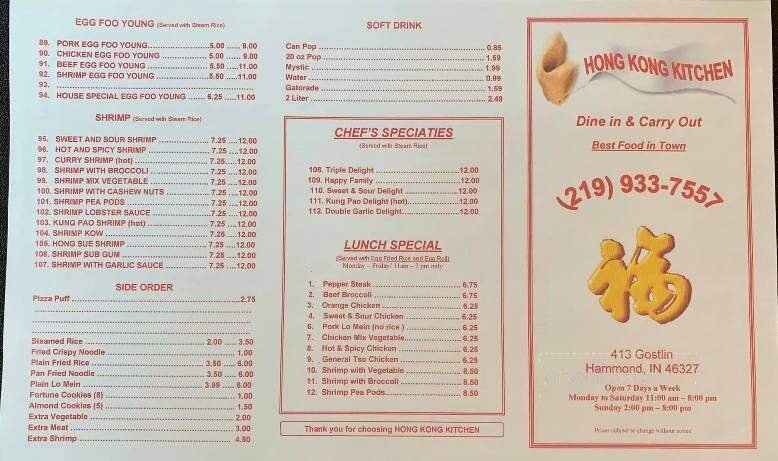 EGG FOO YOUNG (Served with Steam Rice)
89. PORK EGG FOO YOUNG 5.00 ...... 9.00
90. CHICKEN EGG FOO YOUNG 5.00 ...... 9.00
91. BEEF EGG FOO YOUNG 5.50 ......11.00
92. SHRIMP EGG FOO YOUNG 5.50 .....11.00
93.
94. HOUSE SPECIAL EGG FOO YOUNG ....... 6.25 .....11.00
SHRIMP (Served with Steam Rice)
95. SWEET AND SOUR SHRIMP 7.25 ....12.00
96. HOT AND SPICY SHRIMP 7.25 ....12.00
97. CURRY SHRIMP (hot) 7.25 ....12.00
98. SHRIMP WITH BROCCOLI 7.25 ....12.00
99. SHRIMP MIX VEGETABLE 7.25 ....12.00
100. SHRIMP WITH CASHEW NUTS 7.25 ....12.00
101. SHRIMP PEA PODS 7.25 ....12.00
102. SHRIMP LOBSTER SAUCE 7.25 ....12.00
103. KUNG PAO SHRIMP (hot) 7.25 ....12.00
104. SHRIMP KOW 7.25 ....12.00
105. HONG SUE SHRIMP 7.25 ....12.00
106. SHRIMP SUB GUM 7.25 ....12.00
107. SHRIMP WITH GARLIC SAUCE 7.25 ....12.00
SIDE ORDER
Pizza Puff 2.75
Steamed Rice 2.00 ..... 3.50
Fried Crispy Noodle 1.00
Plain Fried Rice 3.50 ..... 6.00
Pan Fried Noodle 3.50 ..... 6.00
Plain Lo Mein 3.99 ..... 6.00
Fortune Cookies (8) 1.00
Almond Cookies (5) 1.50
Extra Vegetable 2.00
Extra Meat 3.00
Extra Shrimp 4.50
SOFT DRINK
Can Pop 0.85
20 oz Pop 1.59
Mystic 1.99
Water 0.99
Gatorade 1.59
2 Liter 2.49
CHEF'S SPECIATIES
(Served with Steam Rice)
108. Triple Delight 12.00
109. Happy Family 12.00
110. Sweet & Sour Delight 12.00
111. Kung Pao Delight (hot) 12.00
112. Double Garlic Delight 12.00
LUNCH SPECIAL
(Served with Egg Fried Rice and Egg Roll)
Monday – Friday/ 11am – 3 pm only
1. Pepper Steak 6.75
2. Beef Broccoli 6.75
3. Orange Chicken 6.25
4. Sweet & Sour Chicken 6.25
6. Pork Lo Mein (no rice ) 6.25
7. Chicken Mix Vegetable 6.25
8. Hot & Spicy Chicken 6.25
9. General Tso Chicken 6.25
10. Shrimp with Vegetable 8.50
11. Shrimp with Broccoli 8.50
12. Shrimp Pea Pods 8.50
Thank you for choosing HONG KONG KITCHEN
HONG KONG KITCHEN
Dine in & Carry Out
Best Food in Town
(219) 933-7557
福
413 Gostlin
Hammond, IN 46327
Open 7 Days a Week
Monday to Saturday 11:00 am – 8:00 pm
Sunday 2:00 pm – 8:00 pm
Prices subject to change without notice